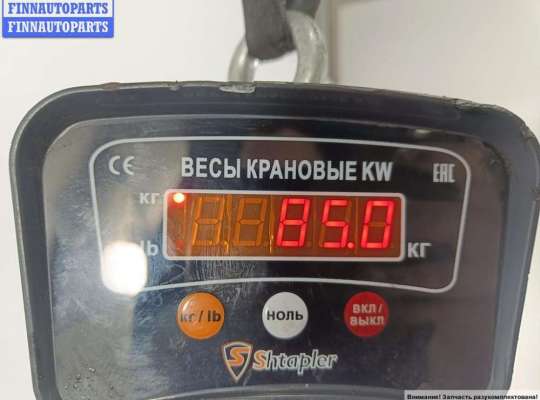 FINNAUTOPARTS
FINNAUTOPARTS
CE ВЕСЫ КРАНОВЫЕ KW EAC
КГ
lb 85.0 КГ
кг / lb НОЛЬ ВКЛ / ВЫКЛ
Shtapler
Внимание! Запчасть разукомплектована!